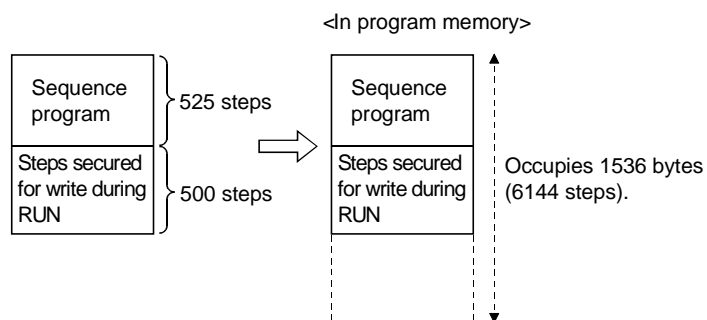 <In program memory>
Sequence
program
525 steps
Steps secured
for write during
RUN
500 steps
Sequence
program
Steps secured
for write during
RUN
Occupies 1536 bytes
(6144 steps).